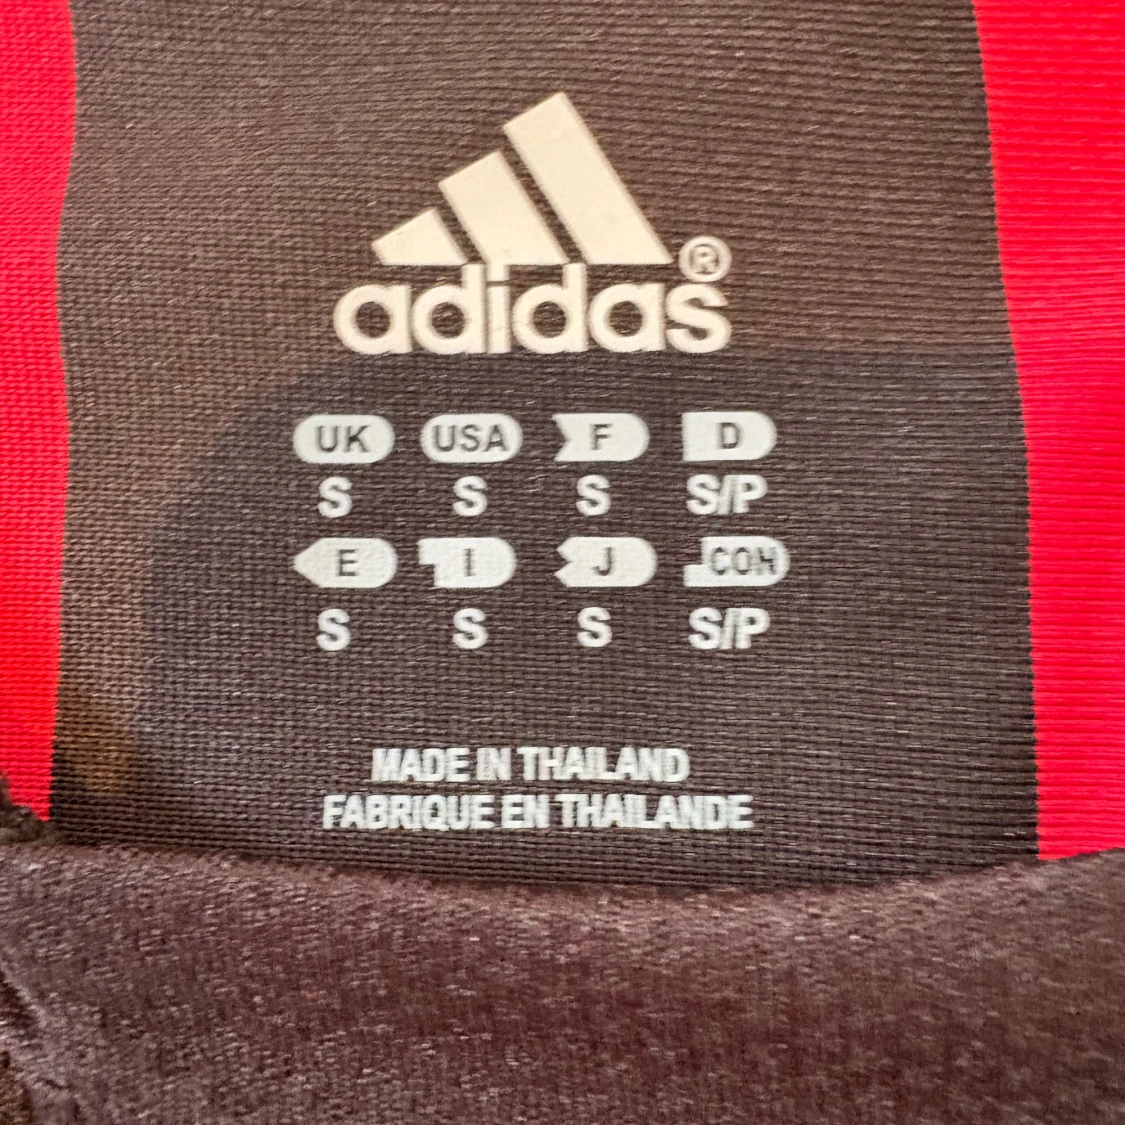 adidas®
UK USA F D
S S S S/P
E I J CON
S S S S/P
MADE IN THAILAND
FABRIQUE EN THAILANDE